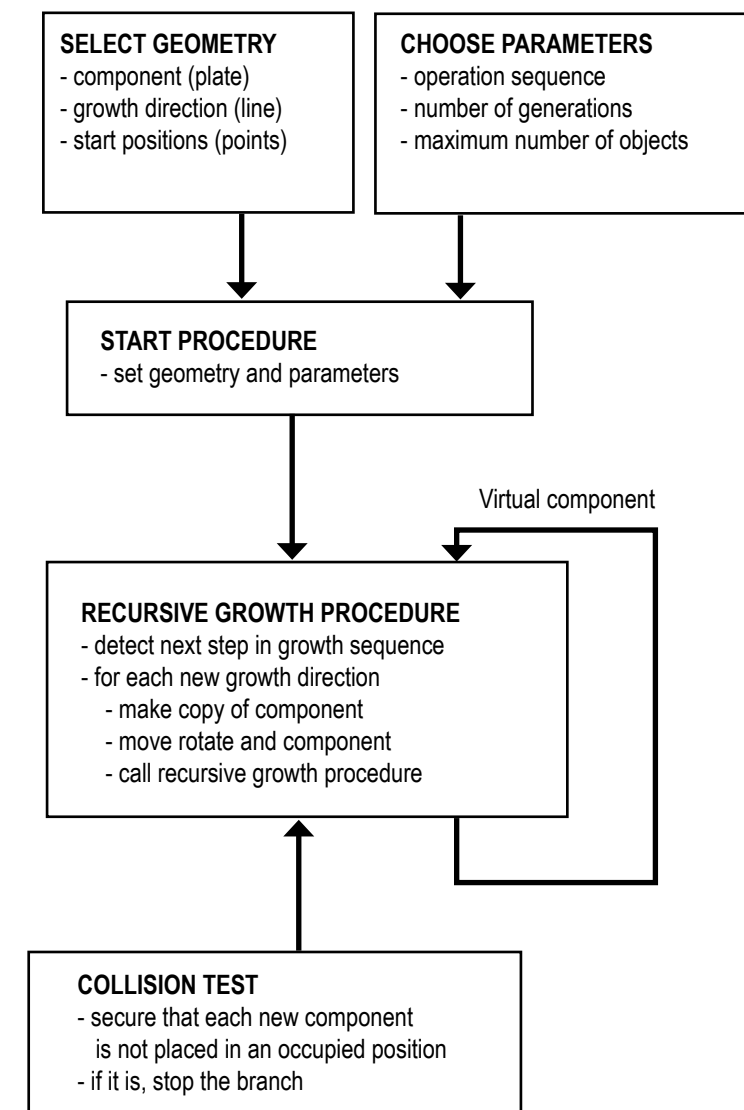 SELECT GEOMETRY
- component (plate)
- growth direction (line)
- start positions (points)
CHOOSE PARAMETERS
- operation sequence
- number of generations
- maximum number of objects
START PROCEDURE
- set geometry and parameters
Virtual component
RECURSIVE GROWTH PROCEDURE
- detect next step in growth sequence
- for each new growth direction
- make copy of component
- move rotate and component
- call recursive growth procedure
COLLISION TEST
- secure that each new component
is not placed in an occupied position
- if it is, stop the branch